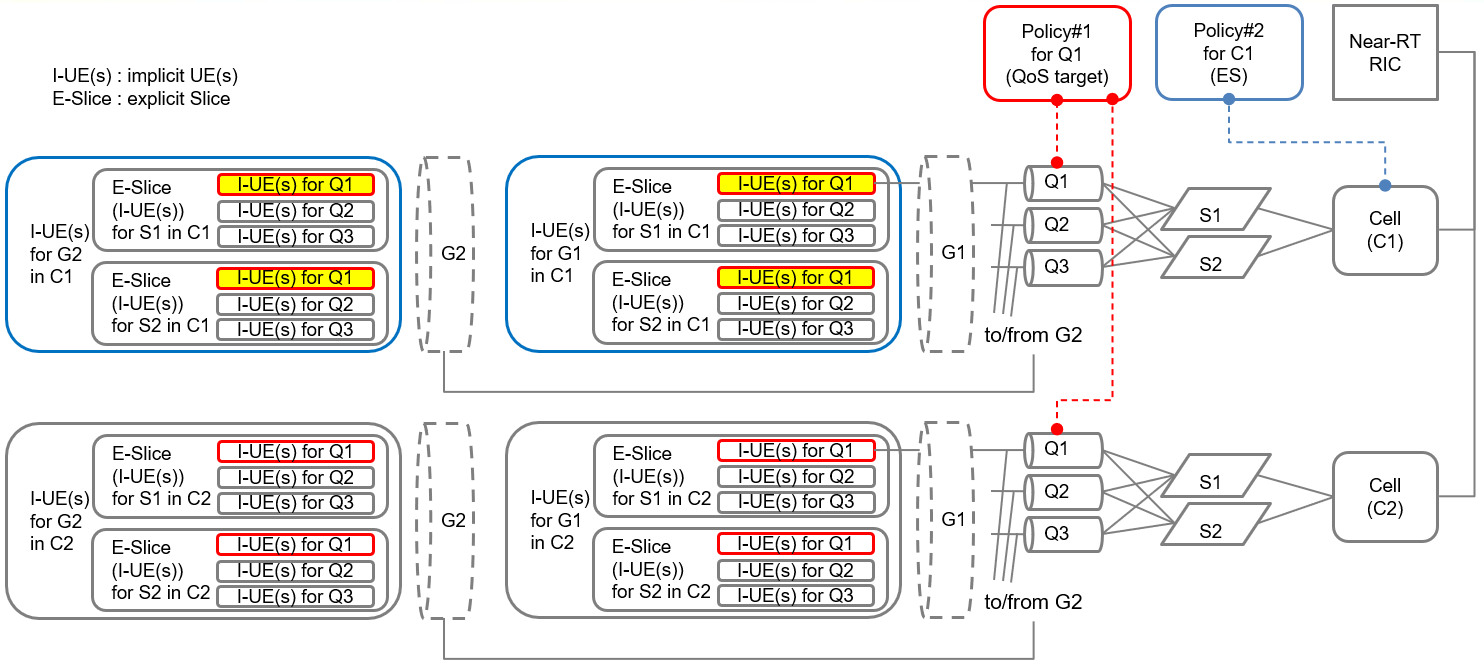 I-UE(s) : implicit UE(s)
E-Slice : explicit Slice
Policy#1
for Q1
(QoS target)
Policy#2
for C1
(ES)
Near-RT
RIC
I-UE(s)
for G2
in C1
E-Slice
(I-UE(s))
for S1 in C1
I-UE(s) for Q1
I-UE(s) for Q2
I-UE(s) for Q3
E-Slice
(I-UE(s))
for S2 in C1
I-UE(s) for Q1
I-UE(s) for Q2
I-UE(s) for Q3
G2
I-UE(s)
for G1
in C1
E-Slice
(I-UE(s))
for S1 in C1
I-UE(s) for Q1
I-UE(s) for Q2
I-UE(s) for Q3
E-Slice
(I-UE(s))
for S2 in C1
I-UE(s) for Q1
I-UE(s) for Q2
I-UE(s) for Q3
G1
Q1
Q2
Q3
to/from G2
S1
S2
Cell
(C1)
I-UE(s)
for G2
in C2
E-Slice
(I-UE(s))
for S1 in C2
I-UE(s) for Q1
I-UE(s) for Q2
I-UE(s) for Q3
E-Slice
(I-UE(s))
for S2 in C2
I-UE(s) for Q1
I-UE(s) for Q2
I-UE(s) for Q3
G2
I-UE(s)
for G1
in C2
E-Slice
(I-UE(s))
for S1 in C2
I-UE(s) for Q1
I-UE(s) for Q2
I-UE(s) for Q3
E-Slice
(I-UE(s))
for S2 in C2
I-UE(s) for Q1
I-UE(s) for Q2
I-UE(s) for Q3
G1
Q1
Q2
Q3
to/from G2
S1
S2
Cell
(C2)